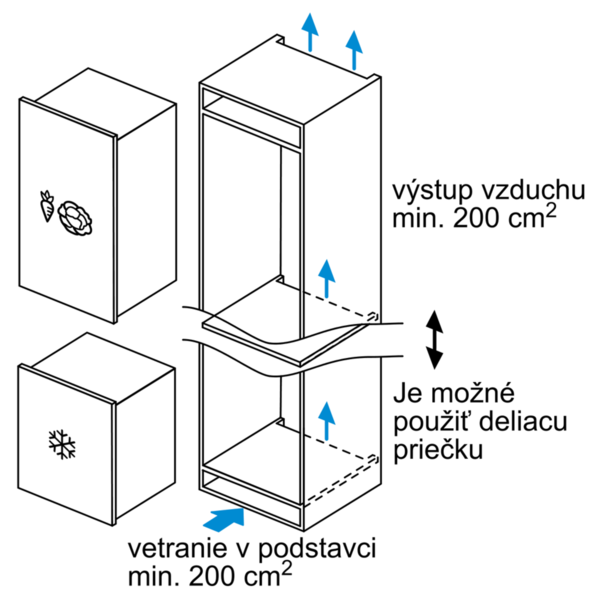 výstup vzduchu
min. 200 cm²
Je možné
použiť deliacu
priečku
vetranie v podstavci
min. 200 cm²